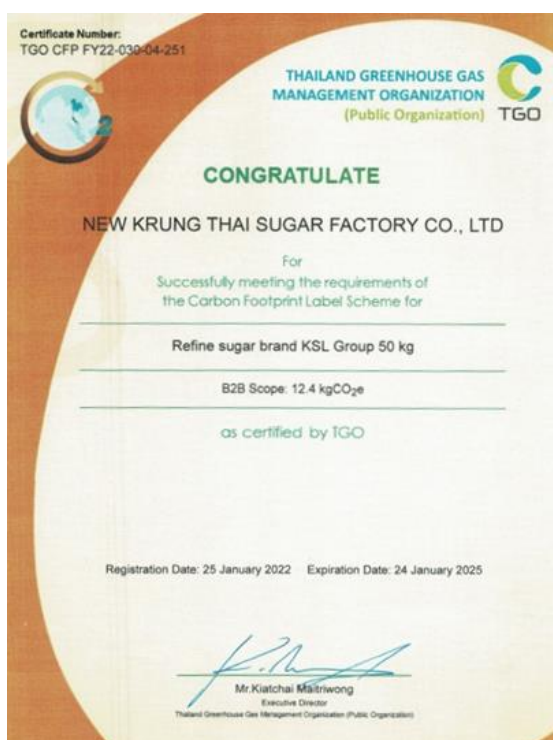 Certificate Number:
TGO CFP FY22-030-04-251
THAILAND GREENHOUSE GAS
MANAGEMENT ORGANIZATION
(Public Organization)
TGO
2
CONGRATULATE
NEW KRUNG THAI SUGAR FACTORY CO., LTD
For
Successfully meeting the requirements of
the Carbon Footprint Label Scheme for
Refine sugar brand KSL Group 50 kg
B2B Scope: 12.4 kgCO₂e
as certified by TGO
Registration Date: 25 January 2022 Expiration Date: 24 January 2025
Mr.Kiatchai Maitriwong
Executive Director
Thailand Greenhouse Gas Management Organization (Public Organization)